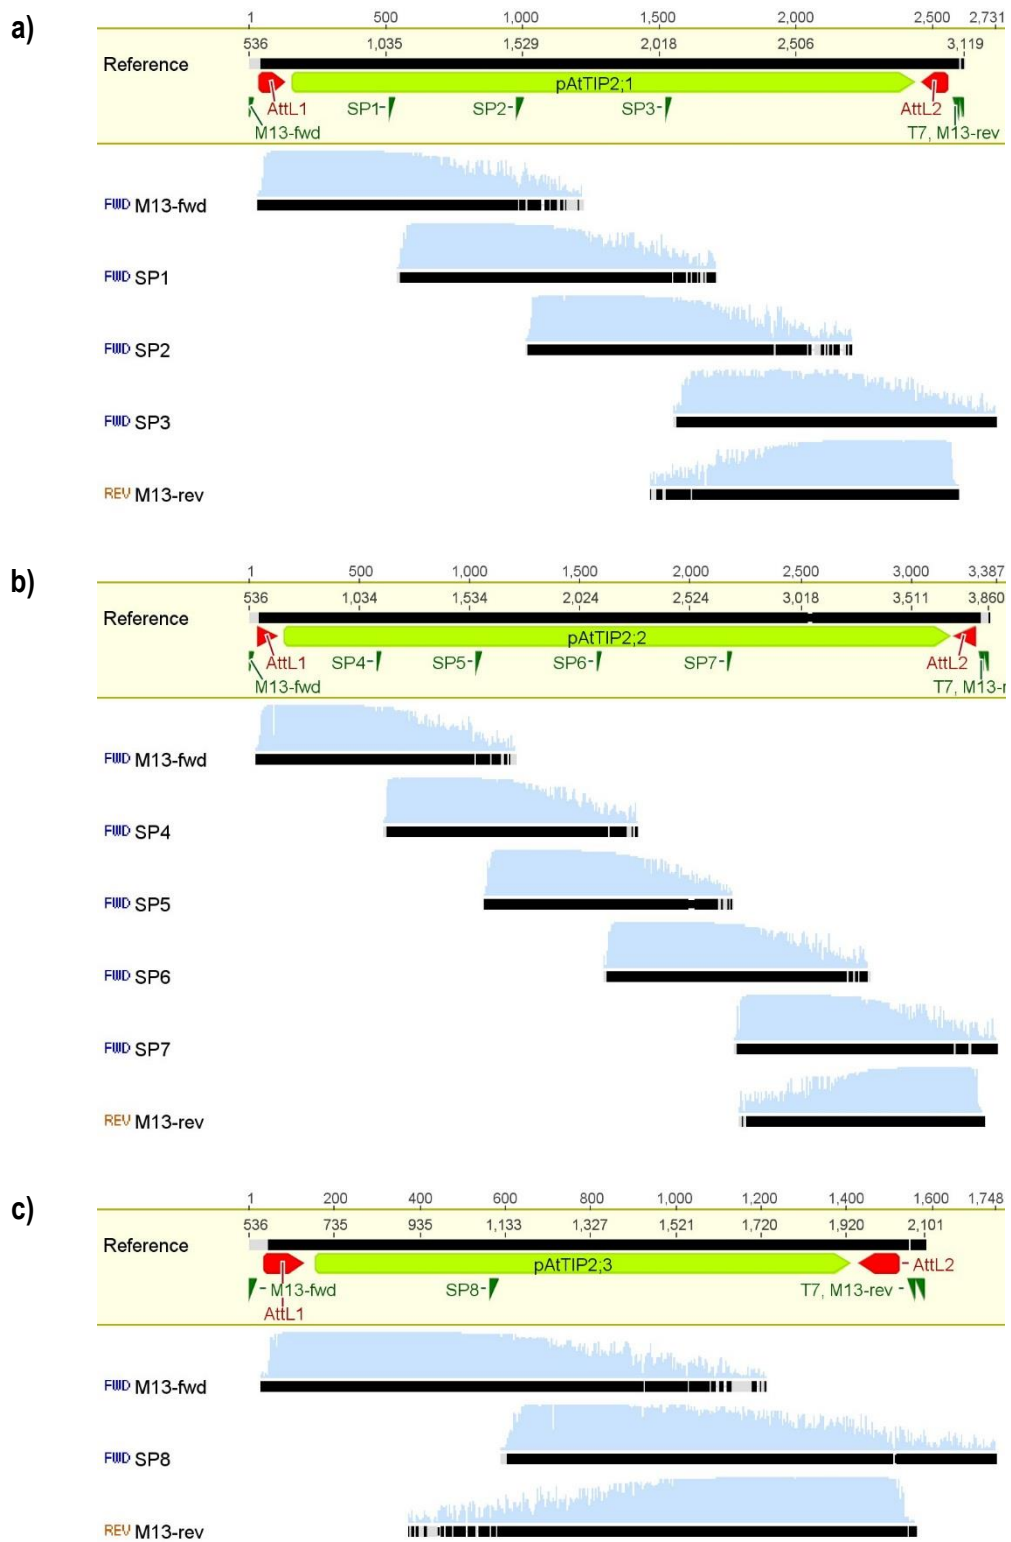 a)
1 500 1,000 1,500 2,000 2,500 2,731
536 1,035 1,529 2,018 2,506 3,119
Reference
pAtTIP2;1
AttL1 SP1 SP2 SP3 AttL2
M13-fwd T7, M13-rev
FWD M13-fwd
FWD SP1
FWD SP2
FWD SP3
REV M13-rev
b)
1 500 1,000 1,500 2,000 2,500 3,000 3,387
536 1,034 1,534 2,024 2,524 3,018 3,511 3,860
Reference
pAtTIP2;2
AttL1 SP4 SP5 SP6 SP7 AttL2
M13-fwd T7, M13-r
FWD M13-fwd
FWD SP4
FWD SP5
FWD SP6
FWD SP7
REV M13-rev
c)
1 200 400 600 800 1,000 1,200 1,400 1,600 1,748
536 735 935 1,133 1,327 1,521 1,720 1,920 2,101
Reference
pAtTIP2;3 AttL2
M13-fwd SP8 T7, M13-rev
AttL1
FWD M13-fwd
FWD SP8
REV M13-rev